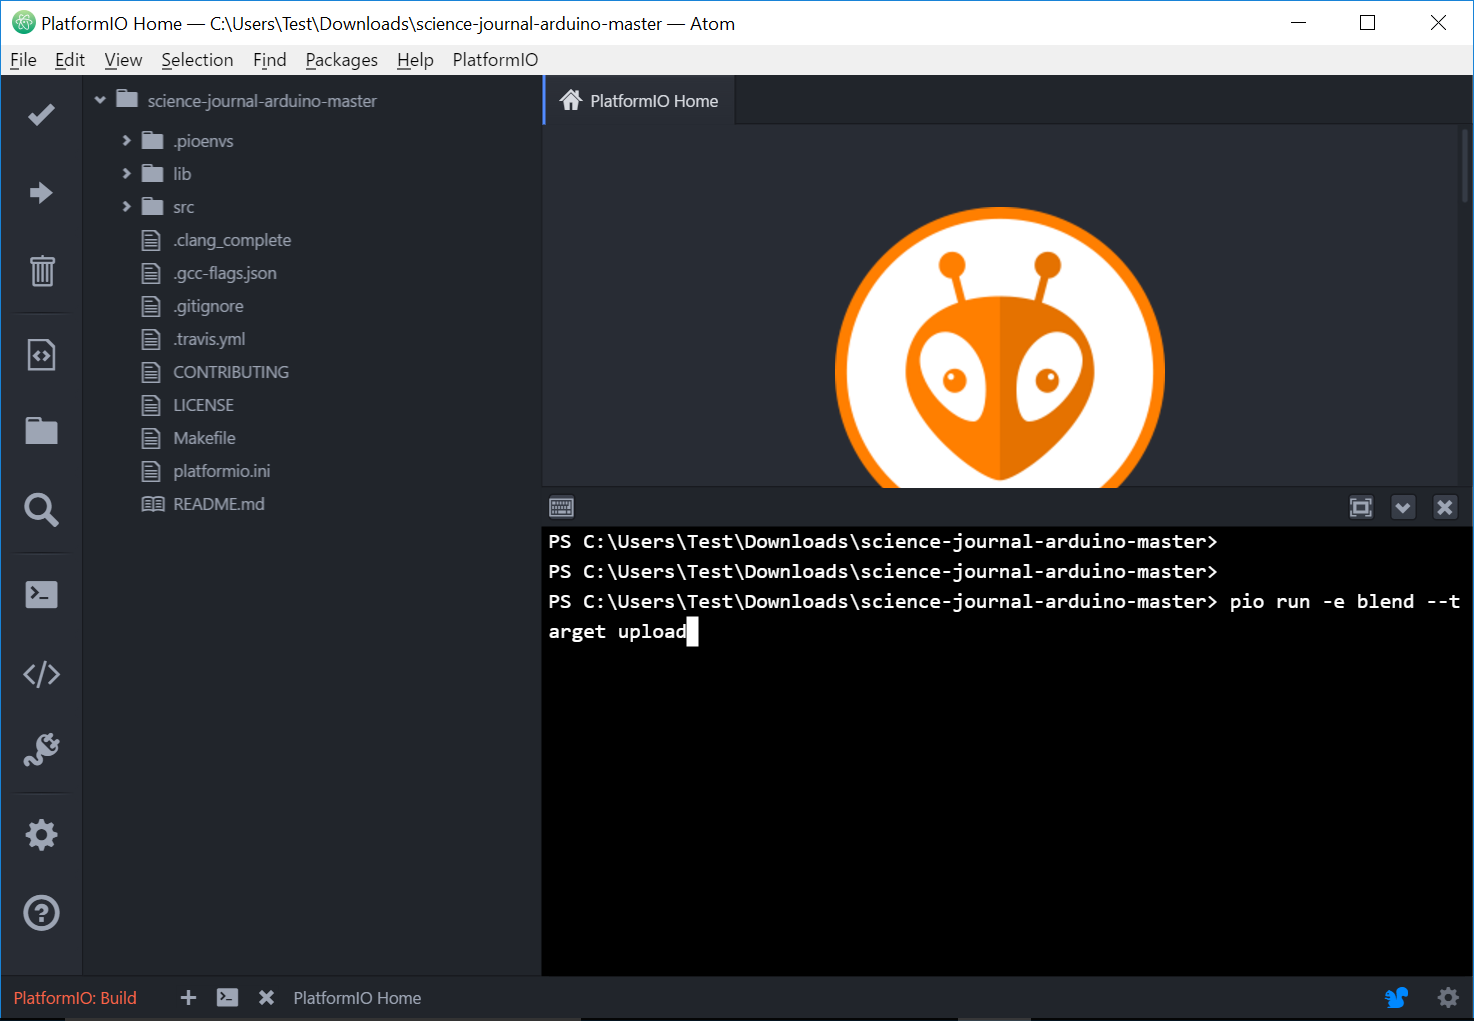 PlatformIO Home — C:\Users\Test\Downloads\science-journal-arduino-master — Atom
File Edit View Selection Find Packages Help PlatformIO
science-journal-arduino-master
.pioenvs
lib
src
.clang_complete
.gcc-flags.json
.gitignore
.travis.yml
CONTRIBUTING
LICENSE
Makefile
platformio.ini
README.md
PlatformIO Home
PS C:\Users\Test\Downloads\science-journal-arduino-master>
PS C:\Users\Test\Downloads\science-journal-arduino-master>
PS C:\Users\Test\Downloads\science-journal-arduino-master> pio run -e blend --t
arget upload
PlatformIO: Build PlatformIO Home